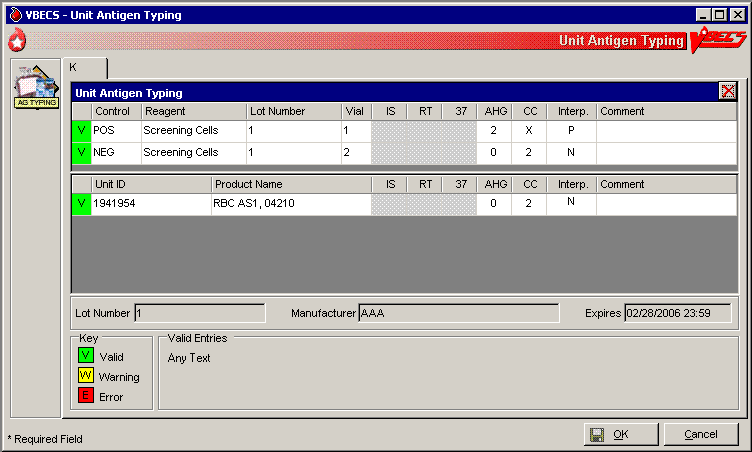 VBECS - Unit Antigen Typing
Unit Antigen Typing VBECS
AG TYPING
K
Unit Antigen Typing
Control Reagent Lot Number Vial IS RT 37 AHG CC Interp. Comment
V POS Screening Cells 1 1 2 X P
V NEG Screening Cells 1 2 0 2 N
Unit ID Product Name IS RT 37 AHG CC Interp. Comment
V 1941954 RBC AS1, 04210 0 2 N
Lot Number 1 Manufacturer AAA Expires 02/28/2006 23:59
Key Valid Entries
V Valid Any Text
W Warning
E Error
* Required Field OK Cancel